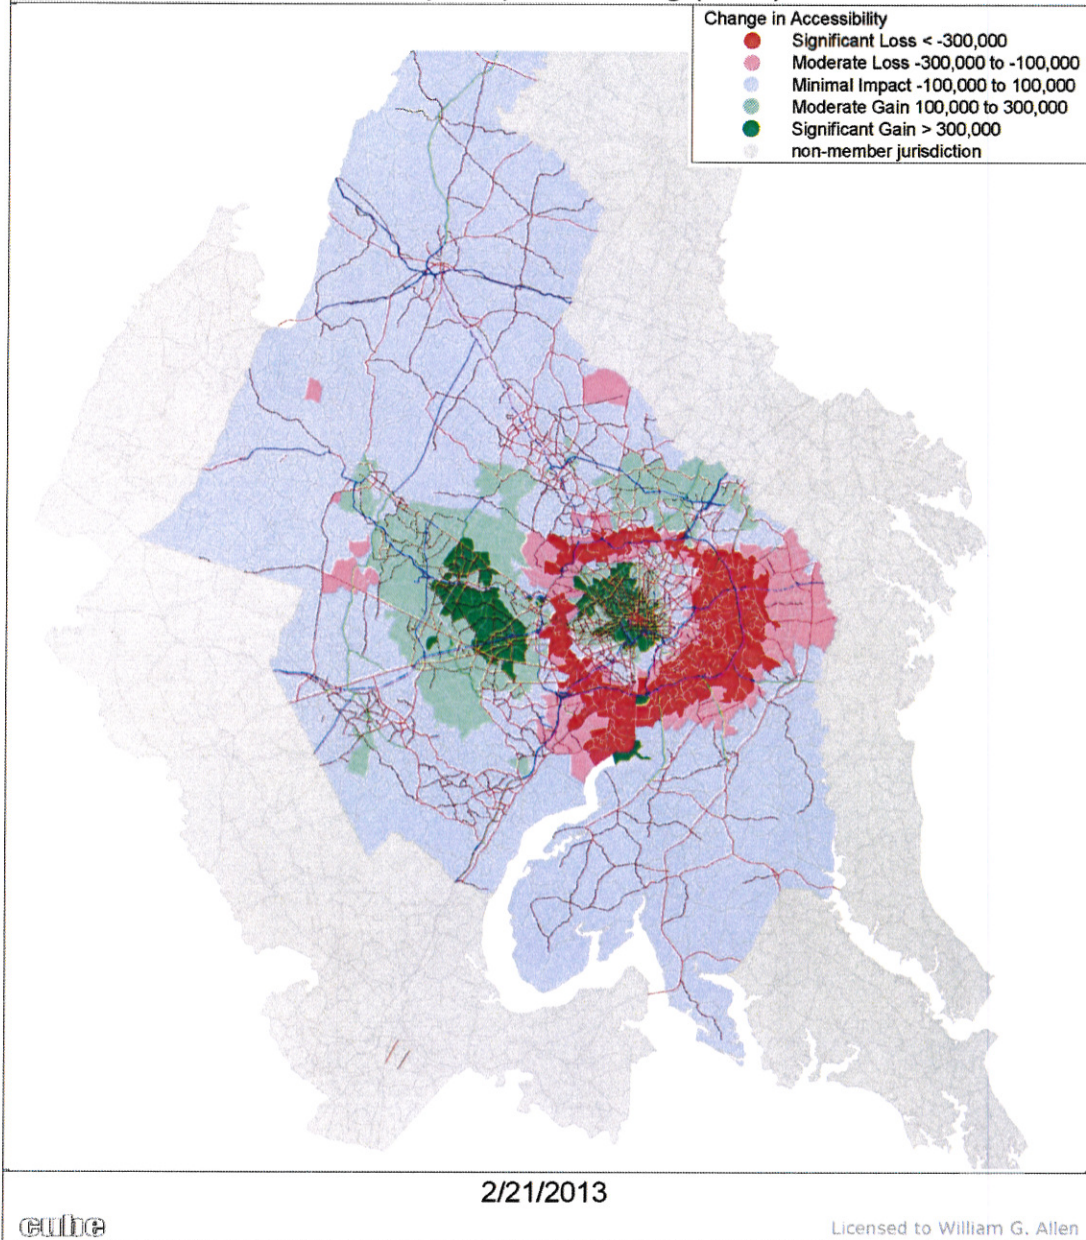 Change in Accessibility
Significant Loss < -300,000
Moderate Loss -300,000 to -100,000
Minimal Impact -100,000 to 100,000
Moderate Gain 100,000 to 300,000
Significant Gain > 300,000
non-member jurisdiction
2/21/2013
cube
Licensed to William G. Allen